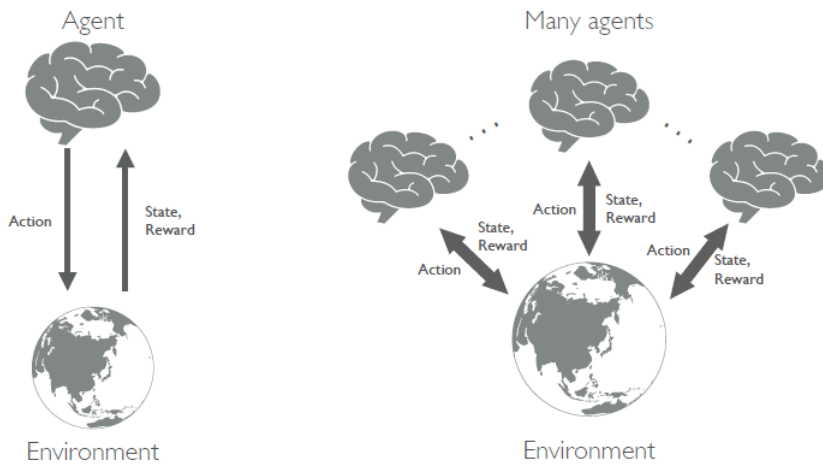 Agent
Action
State,
Reward
Environment
Many agents
State,
Reward
Action
Action
State,
Reward
Action
State,
Reward
Environment